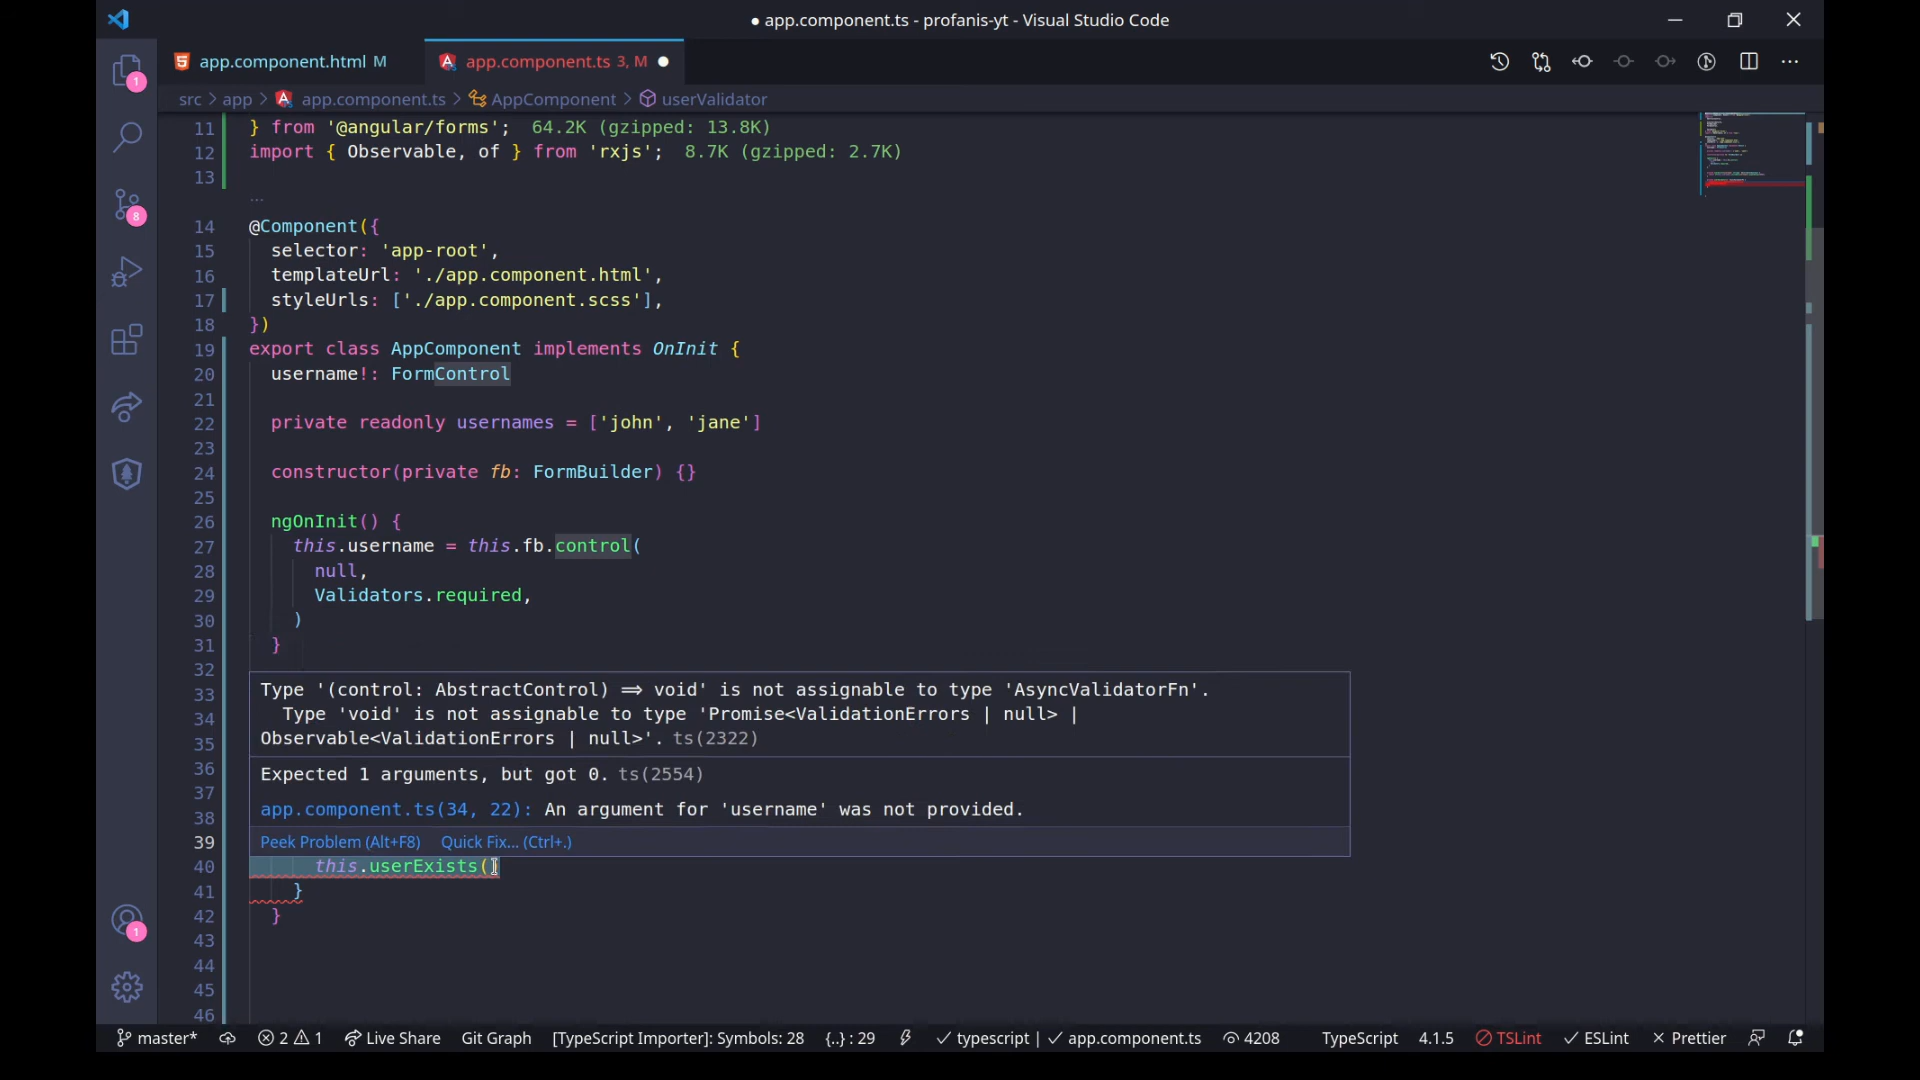 ● app.component.ts - profanis-yt - Visual Studio Code
app.component.html M
app.component.ts 3, M ●
1
src > app > app.component.ts > AppComponent > userValidator
11 } from '@angular/forms';  64.2K (gzipped: 13.8K)
12 import { Observable, of } from 'rxjs';  8.7K (gzipped: 2.7K)
13
...
8
14 @Component({
15 selector: 'app-root',
16 templateUrl: './app.component.html',
17 styleUrls: ['./app.component.scss'],
18 })
19 export class AppComponent implements OnInit {
20 username!: FormControl
21
22 private readonly usernames = ['john', 'jane']
23
24 constructor(private fb: FormBuilder) {}
25
26 ngOnInit() {
27 this.username = this.fb.control(
28 null,
29 Validators.required,
30 )
31 }
32
33 Type '(control: AbstractControl) ⟹ void' is not assignable to type 'AsyncValidatorFn'.
34 Type 'void' is not assignable to type 'Promise<ValidationErrors | null> |
35 Observable<ValidationErrors | null>'. ts(2322)
36 Expected 1 arguments, but got 0. ts(2554)
37
38 app.component.ts(34, 22): An argument for 'username' was not provided.
39 Peek Problem (Alt+F8) Quick Fix... (Ctrl+.)
40 this.userExists()
41 }
42 }
1
43
44
45
46
master* 2 1 Live Share Git Graph [TypeScript Importer]: Symbols: 28 {..} : 29 typescript | app.component.ts 4208 TypeScript 4.1.5 TSLint ESLint Prettier